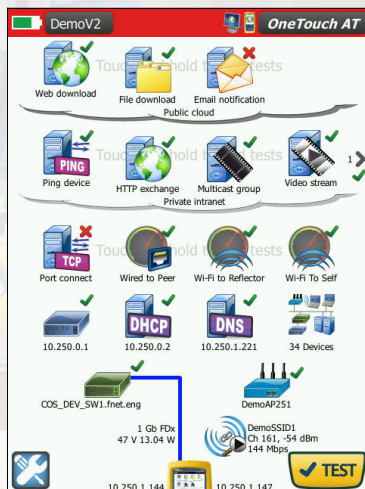 DemoV2
OneTouch AT
Web download
File download
Email notification
Public cloud
PING
Ping device
HTTP exchange
Multicast group
Video stream
1
Private intranet
TCP
Port connect
Wired to Peer
Wi-Fi to Reflector
Wi-Fi To Self
10.250.0.1
DHCP
10.250.0.2
DNS
10.250.1.221
34 Devices
COS_DEV_SW1.fnet.eng
DemoAP251
1 Gb FDx
47 V 13.04 W
DemoSSID1
Ch 161, -54 dBm
144 Mbps
10.250.1.144
10.250.1.147
TEST